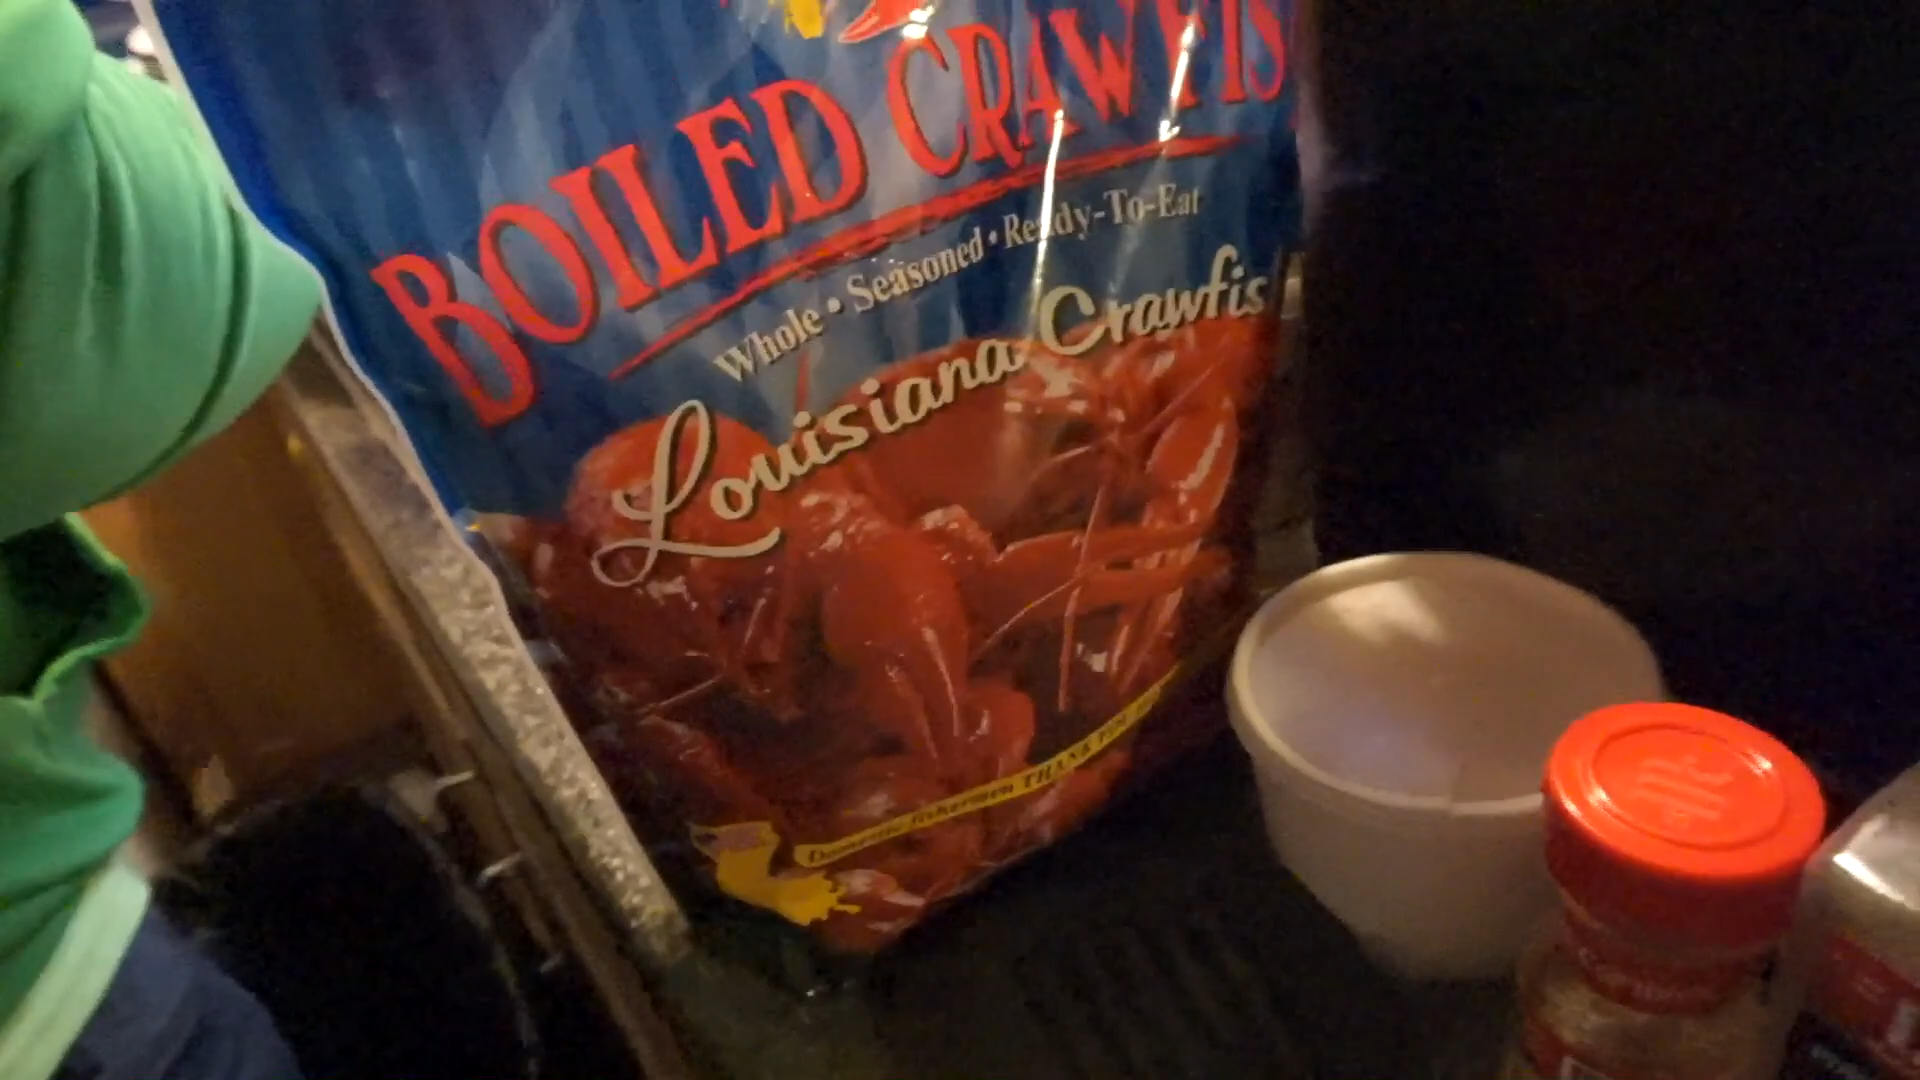 BOILED CRAWFIS
Whole • Seasoned • Ready-To-Eat
Louisiana Crawfis
Domestic fishermen THANK YOU